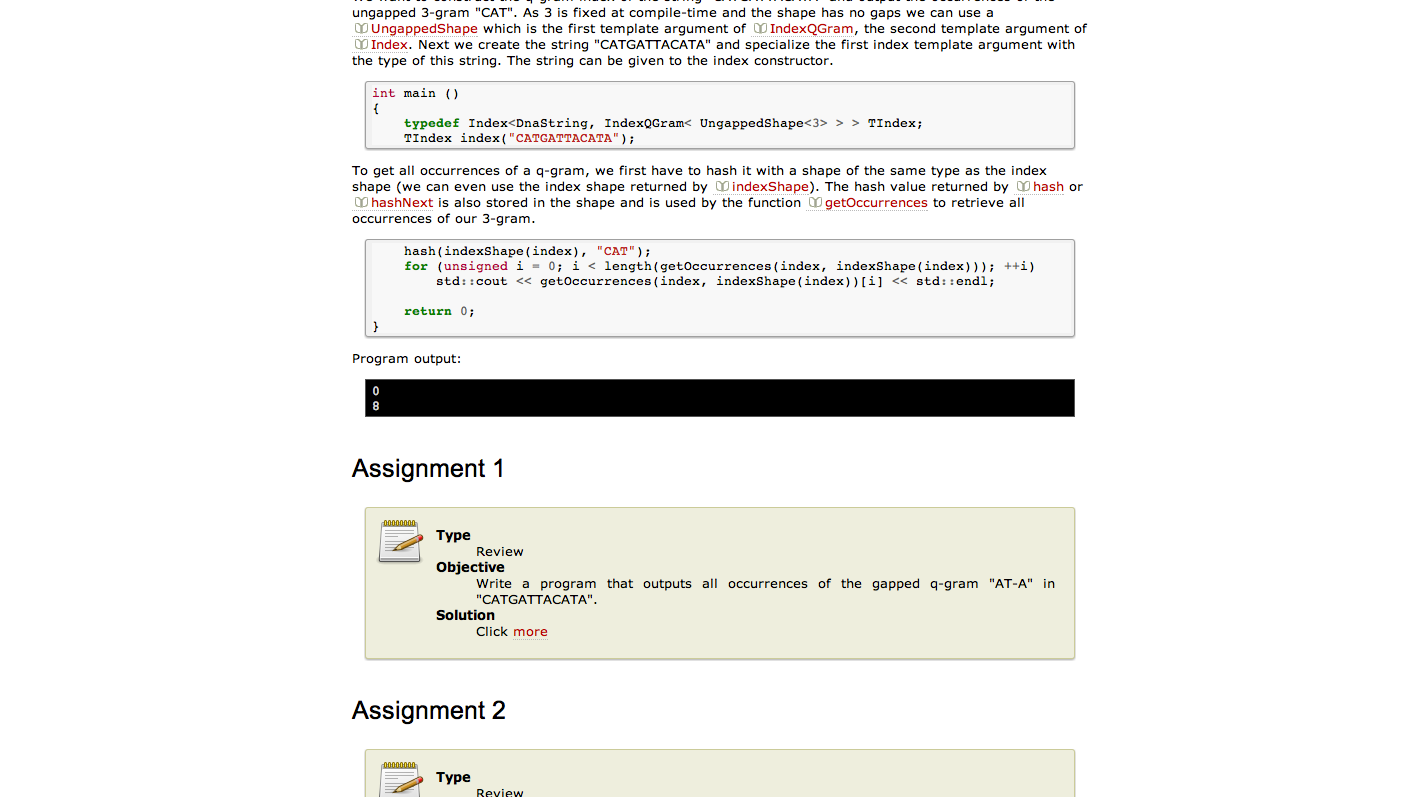 ungapped 3-gram "CAT". As 3 is fixed at compile-time and the shape has no gaps we can use a
UngappedShape which is the first template argument of IndexQGram, the second template argument of
Index. Next we create the string "CATGATTACATA" and specialize the first index template argument with
the type of this string. The string can be given to the index constructor.
int main ()
{
    typedef Index<DnaString, IndexQGram< UngappedShape<3> > > TIndex;
    TIndex index("CATGATTACATA");
To get all occurrences of a q-gram, we first have to hash it with a shape of the same type as the index
shape (we can even use the index shape returned by indexShape). The hash value returned by hash or
hashNext is also stored in the shape and is used by the function getOccurrences to retrieve all
occurrences of our 3-gram.
    hash(indexShape(index), "CAT");
    for (unsigned i = 0; i < length(getOccurrences(index, indexShape(index))); ++i)
        std::cout << getOccurrences(index, indexShape(index))[i] << std::endl;
    return 0;
}
Program output:
0
8
Assignment 1
Type
Review
Objective
Write a program that outputs all occurrences of the gapped q-gram "AT-A" in
"CATGATTACATA".
Solution
Click more
Assignment 2
Type
Review